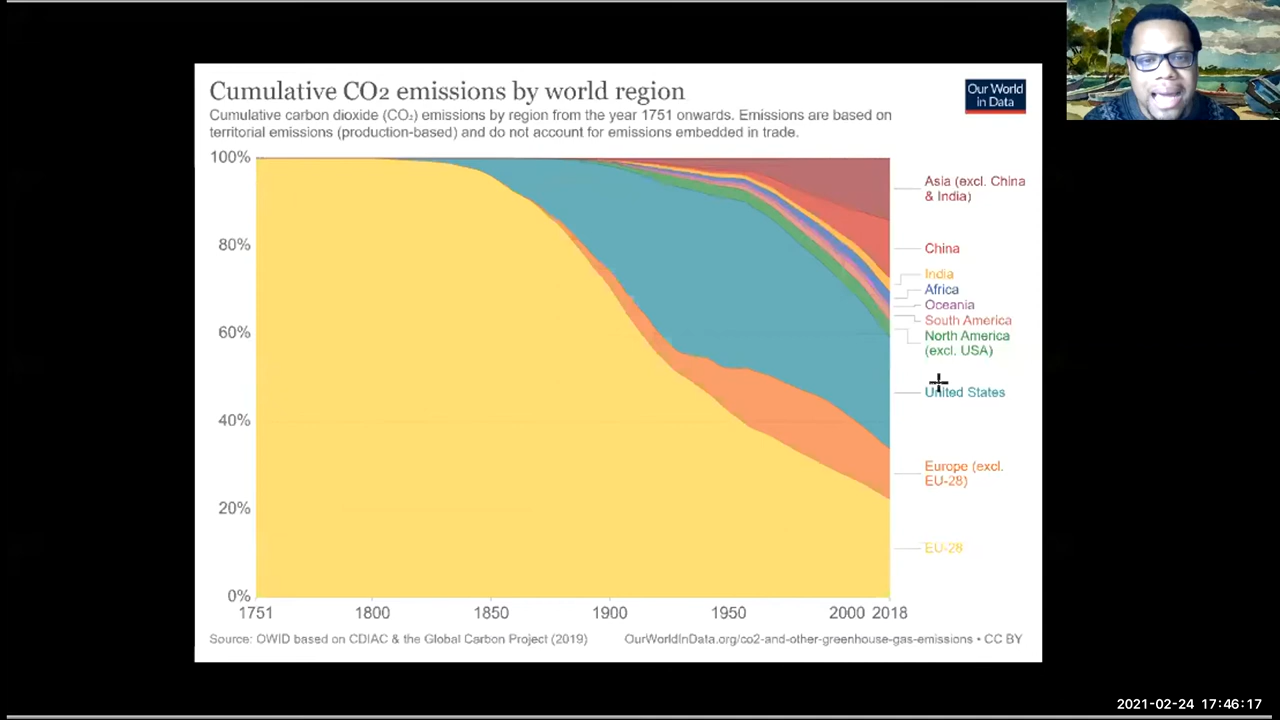 Cumulative CO2 emissions by world region
Our World
in Data
Cumulative carbon dioxide (CO₂) emissions by region from the year 1751 onwards. Emissions are based on
territorial emissions (production-based) and do not account for emissions embedded in trade.
100%
80%
60%
40%
20%
0%
1751
1800
1850
1900
1950
2000
2018
Asia (excl. China
& India)
China
India
Africa
Oceania
South America
North America
(excl. USA)
United States
Europe (excl.
EU-28)
EU-28
Source: OWID based on CDIAC & the Global Carbon Project (2019)
OurWorldInData.org/co2-and-other-greenhouse-gas-emissions • CC BY
2021-02-24 17:46:17